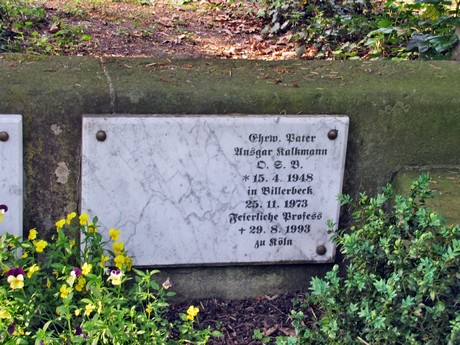 Ehrw. Pater
Ansgar Kalkmann
O. S. B.
* 15. 4. 1948
in Billerbeck
25. 11. 1973
Feierliche Profess
+ 29. 8. 1993
zu Köln